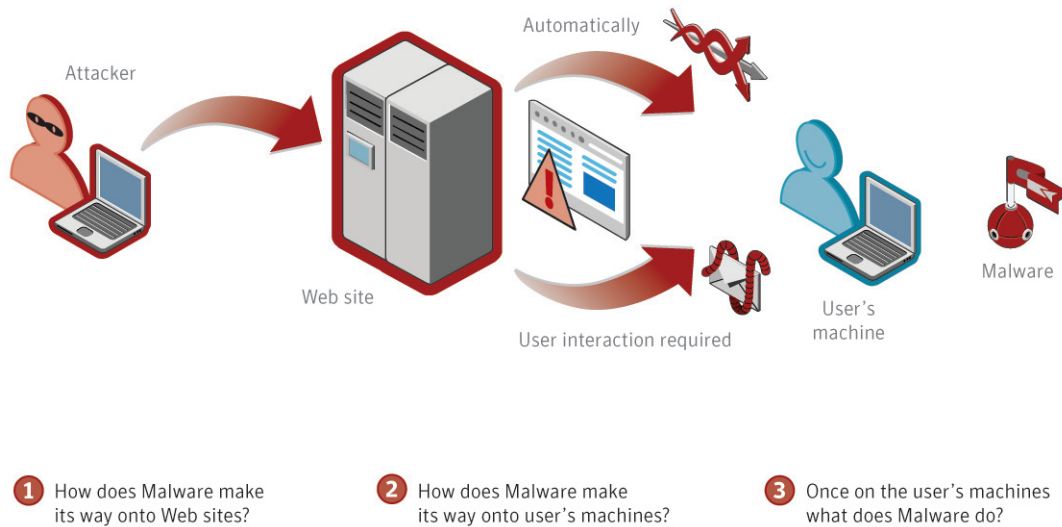 Automatically
Attacker
Web site
User interaction required
User's
machine
Malware
1 How does Malware make
its way onto Web sites?
2 How does Malware make
its way onto user's machines?
3 Once on the user's machines
what does Malware do?